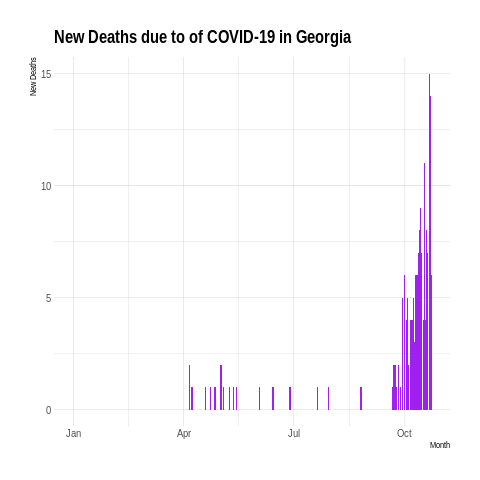 New Deaths due to of COVID-19 in Georgia
New Deaths
15
10
5
0
Jan Apr Jul Oct
Month